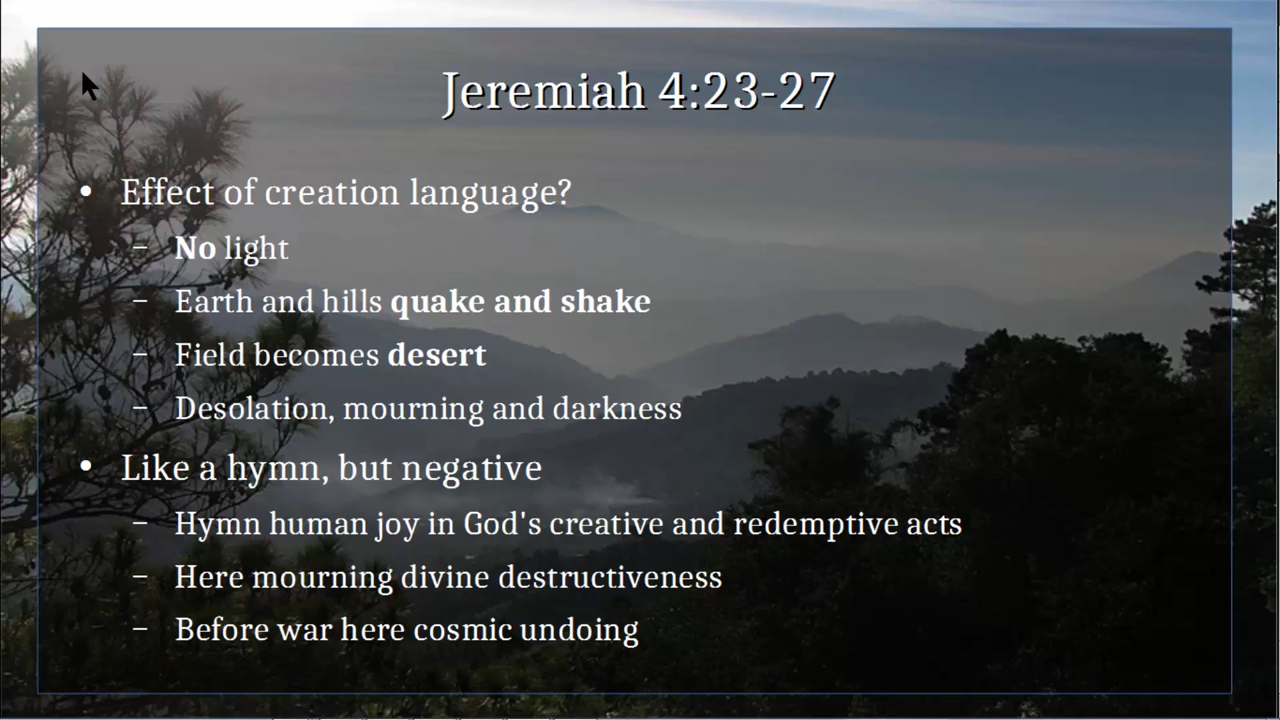 Jeremiah 4:23-27
• Effect of creation language?
– No light
– Earth and hills quake and shake
– Field becomes desert
– Desolation, mourning and darkness
• Like a hymn, but negative
– Hymn human joy in God's creative and redemptive acts
– Here mourning divine destructiveness
– Before war here cosmic undoing